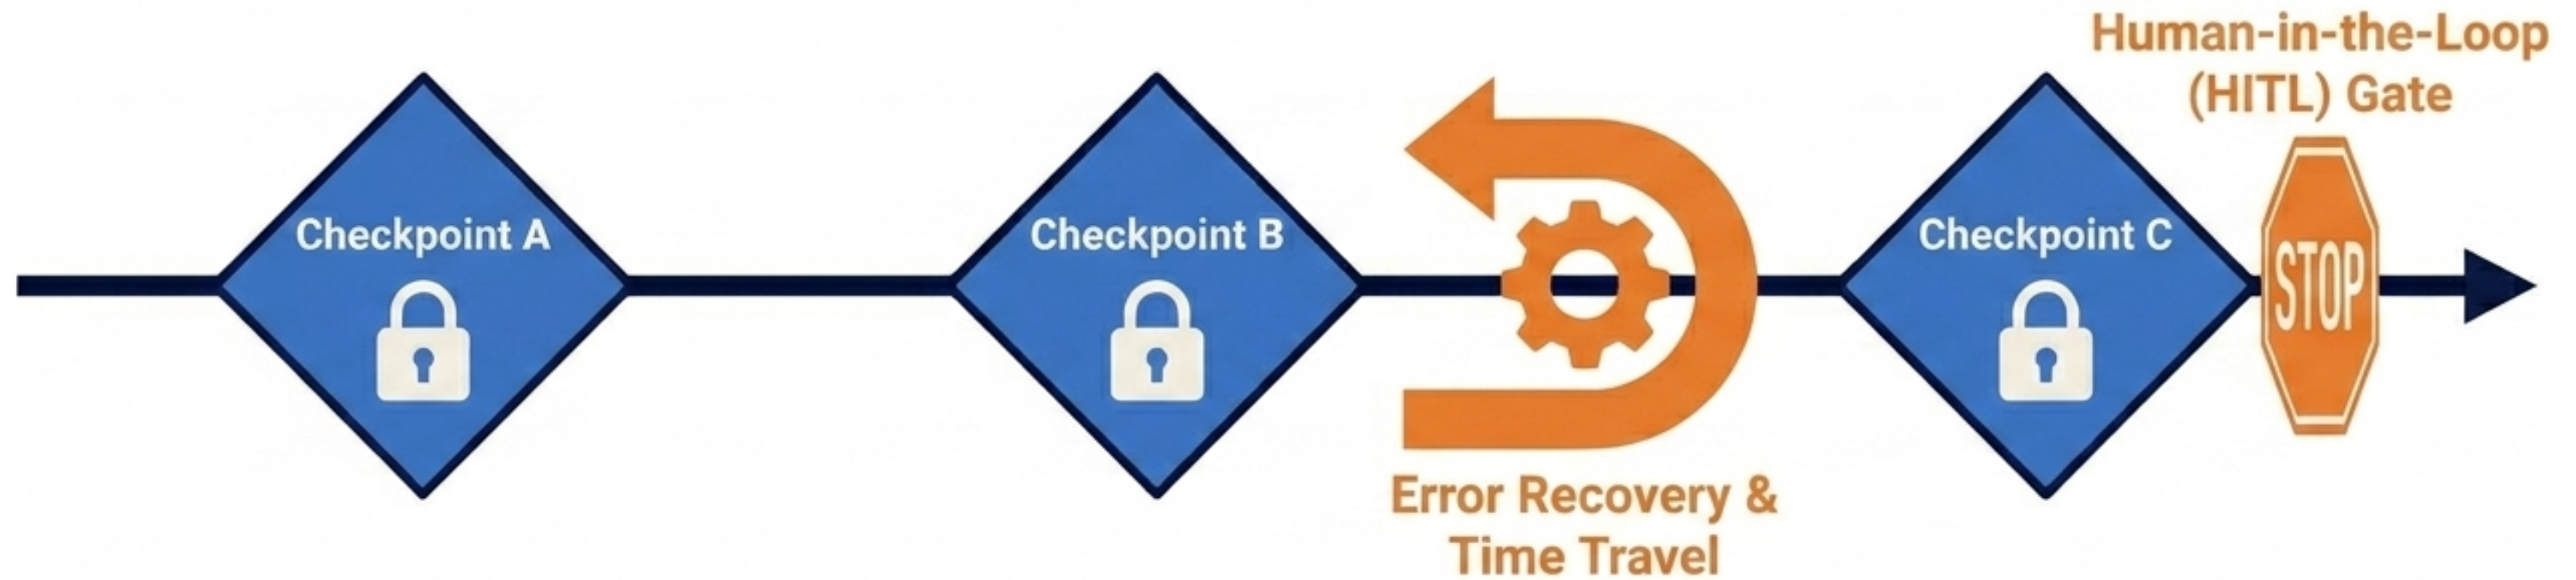 Checkpoint A
Checkpoint B
Error Recovery &
Time Travel
Checkpoint C
Human-in-the-Loop
(HITL) Gate
STOP